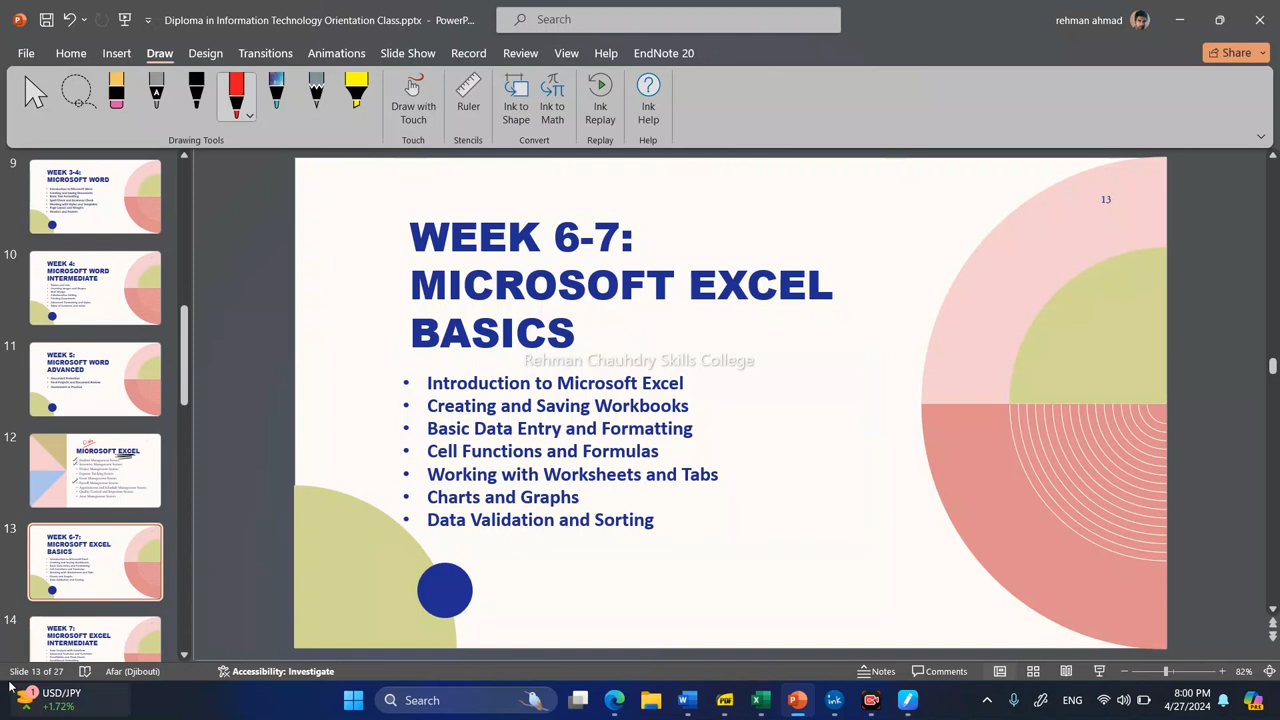 Diploma in Information Technology Orientation Class.pptx - PowerP...
Search
rehman ahmad
File Home Insert Draw Design Transitions Animations Slide Show Record Review View Help EndNote 20
Share
Draw with Touch
Ruler
Ink to Shape
Ink to Math
Ink Replay
Ink Help
Drawing Tools
Touch
Stencils
Convert
Replay
Help
9
WEEK 3-4:
MICROSOFT WORD
10
WEEK 4:
MICROSOFT WORD
INTERMEDIATE
11
WEEK 5:
MICROSOFT WORD
ADVANCED
12
MICROSOFT EXCEL
13
WEEK 6-7:
MICROSOFT EXCEL
BASICS
14
WEEK 7:
MICROSOFT EXCEL
INTERMEDIATE
13
WEEK 6-7:
MICROSOFT EXCEL
BASICS
Rehman Chauhdry Skills College
• Introduction to Microsoft Excel
• Creating and Saving Workbooks
• Basic Data Entry and Formatting
• Cell Functions and Formulas
• Working with Worksheets and Tabs
• Charts and Graphs
• Data Validation and Sorting
Slide 13 of 27
Afar (Djibouti)
Accessibility: Investigate
Notes
Comments
82%
1
USD/JPY
+1.72%
Search
ENG
8:00 PM
4/27/2024